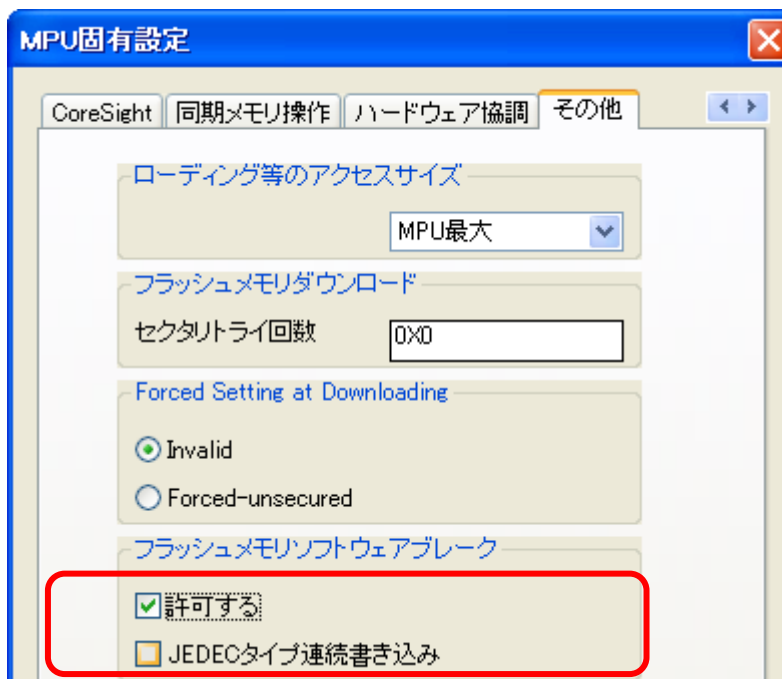 MPU固有設定
CoreSight 同期メモリ操作 ハードウェア協調 その他
ローディング等のアクセスサイズ
MPU最大
フラッシュメモリダウンロード
セクタリトライ回数 0X0
Forced Setting at Downloading
Invalid
Forced-unsecured
フラッシュメモリソフトウェアブレーク
許可する
JEDECタイプ連続書き込み